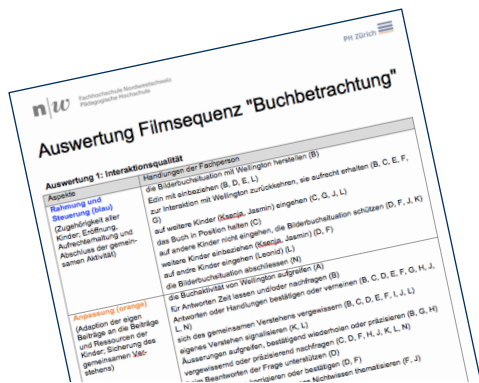 n|w Fachhochschule Nordwestschweiz
Pädagogische Hochschule
PH Zürich
Auswertung Filmsequenz "Buchbetrachtung"
Auswertung 1: Interaktionsqualität
Aspekte
Handlungen der Fachperson
Rahmung und
Steuerung (blau)
(Zugehörigkeit aller
Kinder; Eröffnung,
Aufrechterhaltung und
Abschluss der gemein-
samen Aktivität)
die Bilderbuchsituation mit Wellington herstellen (B)
Edin mit einbeziehen (B, D, E, L)
zur Interaktion mit Wellington zurückkehren, sie aufrecht erhalten (B, C, E, F,
G)
auf weitere Kinder (Ksenja, Jasmin) eingehen (C, G, J, L)
das Buch in Position halten (C)
auf andere Kinder nicht eingehen, die Bilderbuchsituation schützen (D, F, J, K)
weitere Kinder einbeziehen (Ksenja, Jasmin) (D, F)
auf andre Kinder eingehen (Leonid) (L)
die Bilderbuchsituation abschliessen (N)
Anpassung (orange)
(Adaption der eigen
Beiträge an die Beiträge
und Ressourcen der
Kinder; Sicherung des
gemeinsamen Ver-
stehens)
die Buchaktivität von Wellington aufgreifen (A)
für Antworten Zeit lassen und/oder nachfragen (B)
Antworten oder Handlungen bestätigen oder verneinen (B, C, D, E, F, G, H, J,
L, N)
sich des gemeinsamen Verstehens vergewissern (B, C, D, E, F, I, J, L)
eigenes Verstehen signalisieren (K, L)
Äusserungen aufgreifen, bestätigend wiederholen oder präzisieren (B, G, H)
vergewissernd oder präzisierend nachfragen (C, D, F, H, J, K, L, N)
beim Beantworten der Frage unterstützen (D)
oder bestätigen (D, F)
Nichtwissen thematisieren (F, J)